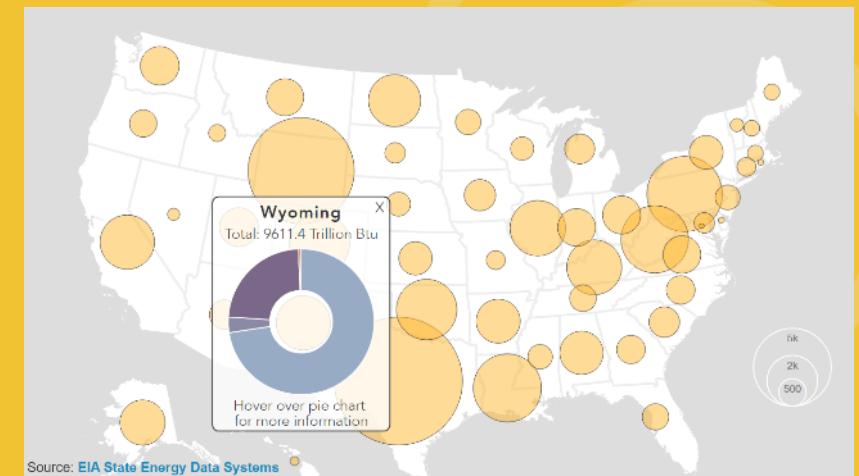 Wyoming X
Total: 9611.4 Trillion Btu
Hover over pie chart
for more information
5k
2k
500
Source: EIA State Energy Data Systems